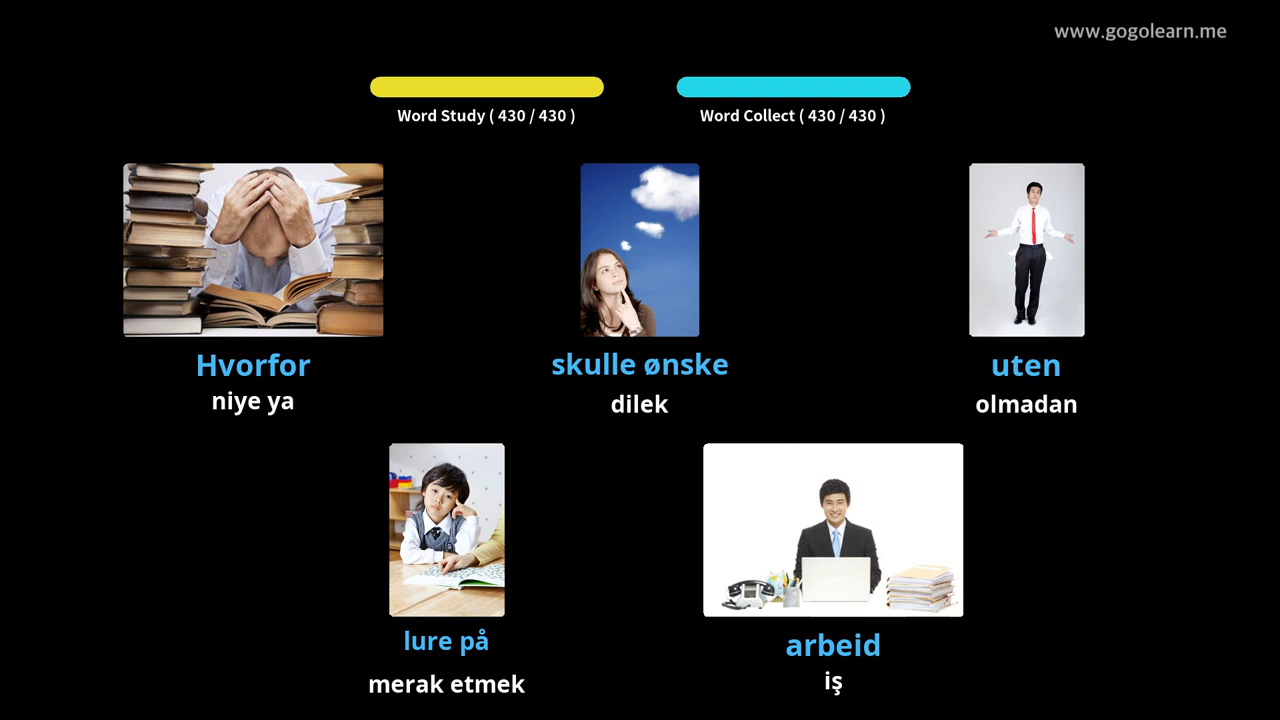 www.gogolearn.me
Word Study ( 430 / 430 )
Word Collect ( 430 / 430 )
Hvorfor
niye ya
skulle ønske
dilek
uten
olmadan
lure på
merak etmek
arbeid
iş